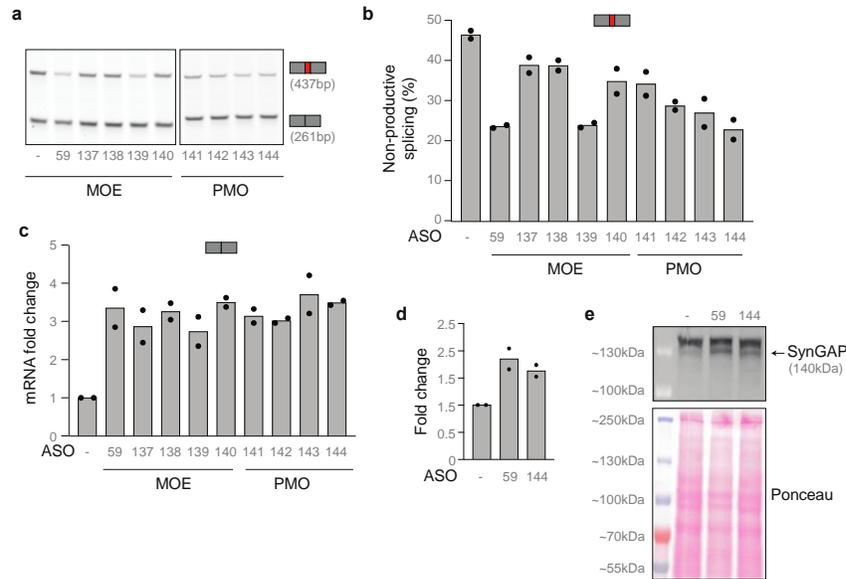 a
(437bp)
(261bp)
- 59 137 138 139 140 141 142 143 144
MOE PMO
b
Non-productive
splicing (%)
50
40
30
20
10
0
ASO - 59 137 138 139 140 141 142 143 144
MOE PMO
c
mRNA fold change
5
4
3
2
1
0
ASO - 59 137 138 139 140 141 142 143 144
MOE PMO
d
Fold change
2.5
2.5
1.5
1.5
0.5
0
ASO - 59 144
e
- 59 144
~130kDa
←SynGAP
(140kDa)
~100kDa
~250kDa
~130kDa
~100kDa
Ponceau
~70kDa
~55kDa